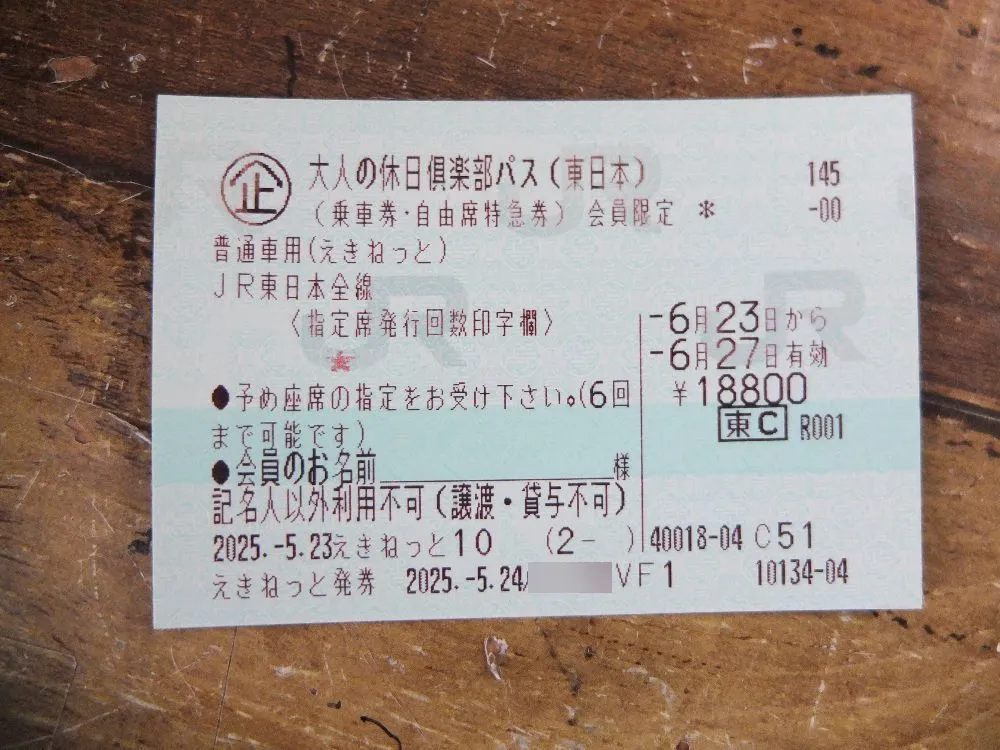 企 大人の休日倶楽部パス(東日本) 145
(乗車券・自由席特急券) 会員限定 * -00
普通車用(えきねっと)
JR東日本全線
〈指定席発行回数印字欄〉
-6月23日から
★
-6月27日有効
●予め座席の指定をお受け下さい。(6回
¥18800
まで可能です)
東C R001
●会員のお名前 様
記名人以外利用不可(譲渡・貸与不可)
2025.-5.23えきねっと10 (2- ) 40018-04 C51
えきねっと発券 2025.-5.24/ VF1 10134-04